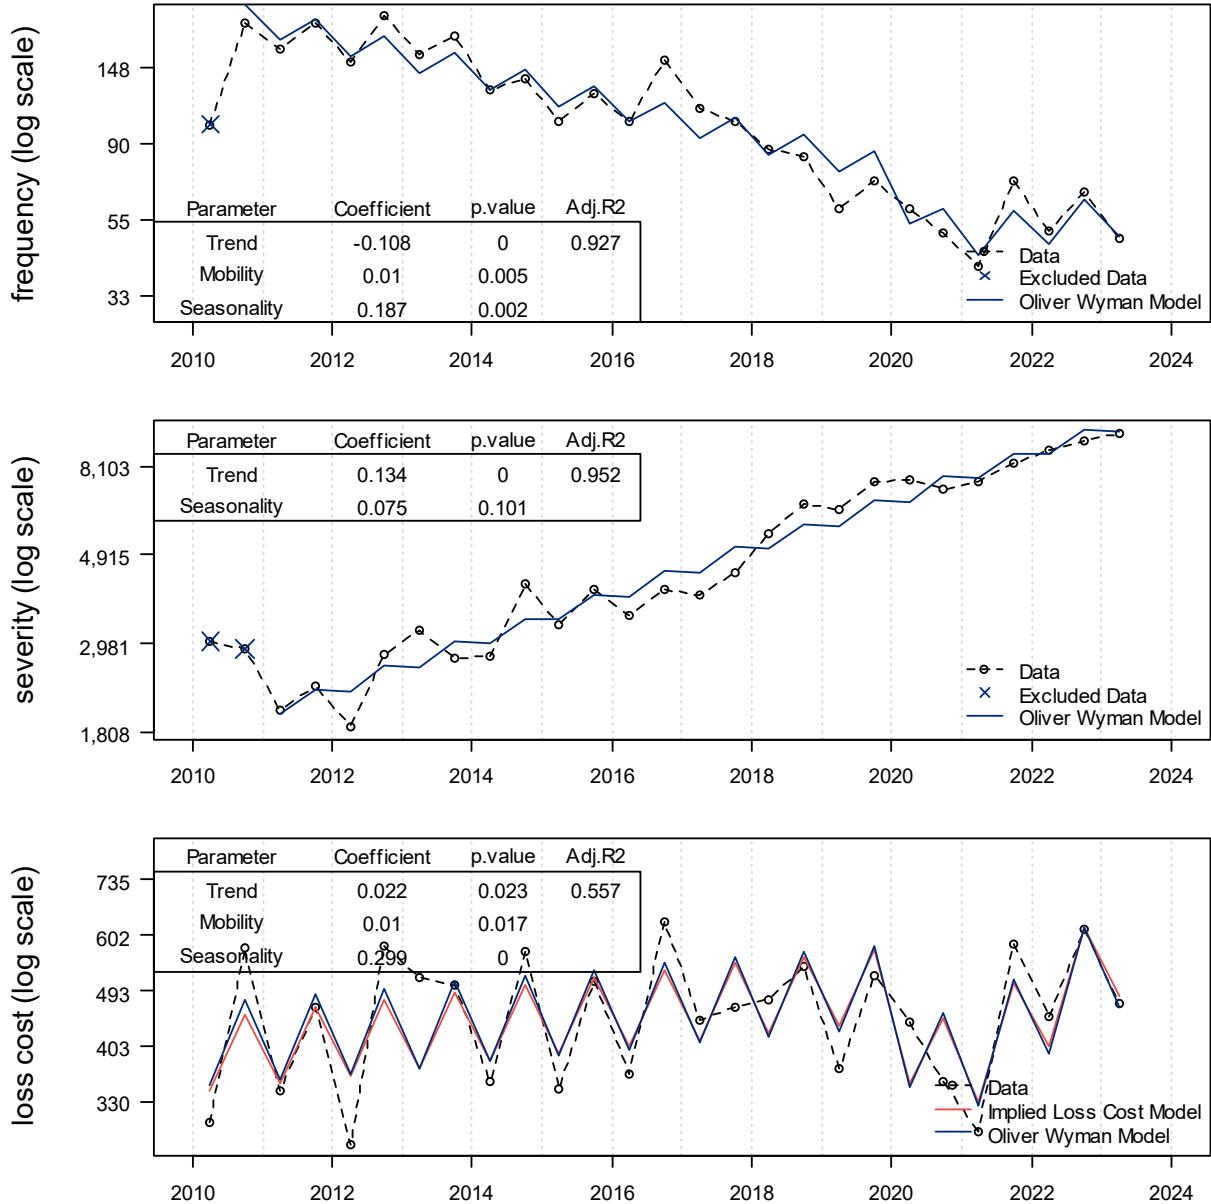 frequency (log scale)
148
90
55
33
Parameter Coefficient p.value Adj.R2
Trend -0.108 0 0.927
Mobility 0.01 0.005
Seasonality 0.187 0.002
Data
Excluded Data
Oliver Wyman Model
2010 2012 2014 2016 2018 2020 2022 2024
severity (log scale)
8,103
4,915
2,981
1,808
Parameter Coefficient p.value Adj.R2
Trend 0.134 0 0.952
Seasonality 0.075 0.101
Data
Excluded Data
Oliver Wyman Model
2010 2012 2014 2016 2018 2020 2022 2024
loss cost (log scale)
735
602
493
403
330
Parameter Coefficient p.value Adj.R2
Trend 0.022 0.023 0.557
Mobility 0.01 0.017
Seasonality 0.299 0
Data
Implied Loss Cost Model
Oliver Wyman Model
2010 2012 2014 2016 2018 2020 2022 2024